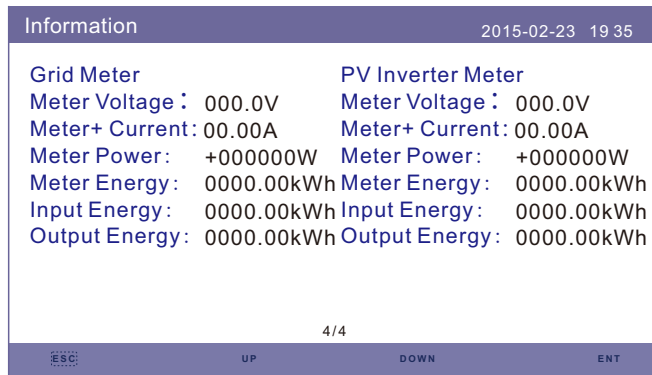 Information 2015-02-23 19 35
Grid Meter PV Inverter Meter
Meter Voltage: 000.0V Meter Voltage: 000.0V
Meter+ Current: 00.00A Meter+ Current: 00.00A
Meter Power: +000000W Meter Power: +000000W
Meter Energy: 0000.00kWh Meter Energy: 0000.00kWh
Input Energy: 0000.00kWh Input Energy: 0000.00kWh
Output Energy: 0000.00kWh Output Energy: 0000.00kWh
4/4
ESC UP DOWN ENT